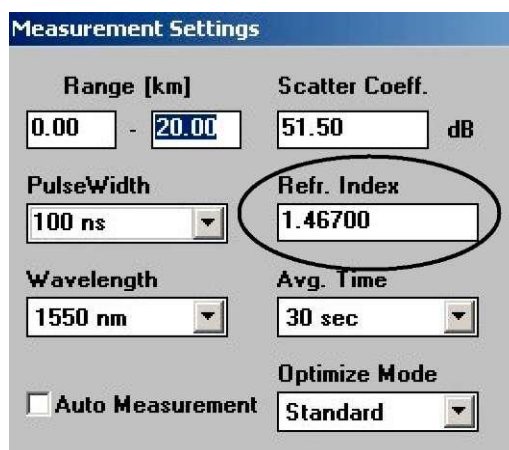 Measurement Settings
Range [km]
0.00 - 20.00
Scatter Coeff.
51.50 dB
PulseWidth
100 ns
Refr. Index
1.46700
Wavelength
1550 nm
Avg. Time
30 sec
Auto Measurement
Optimize Mode
Standard